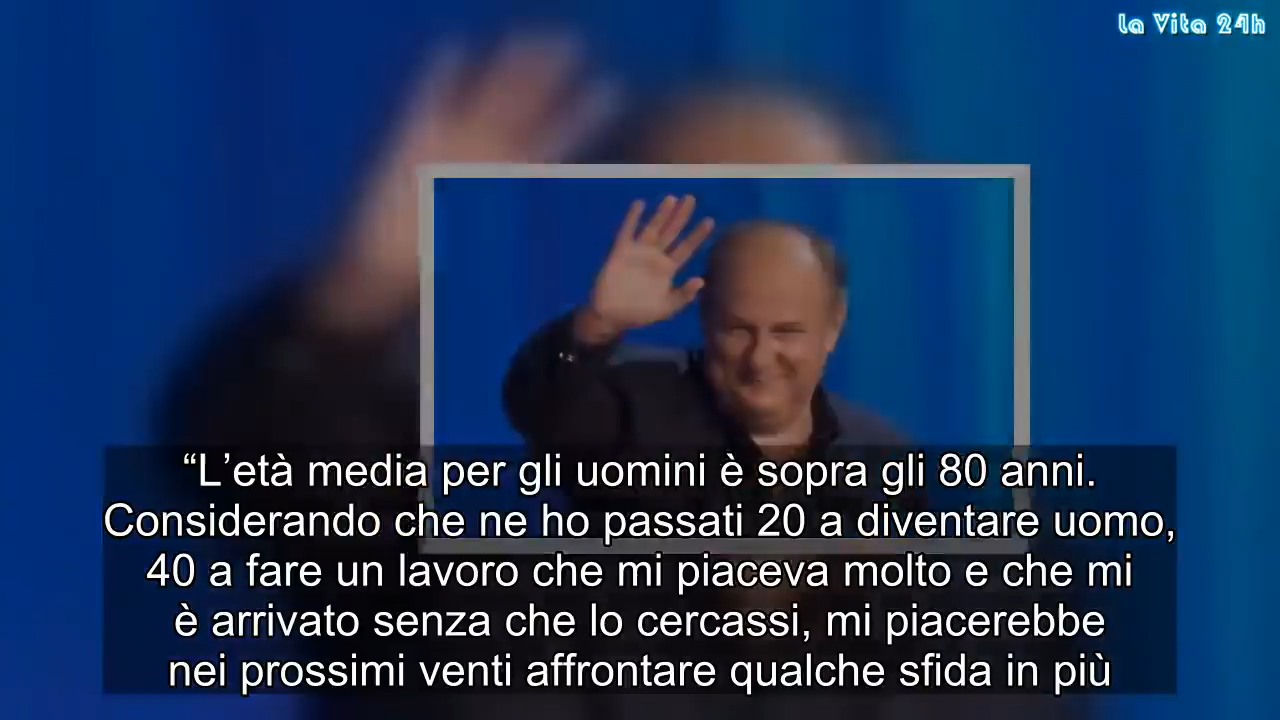 La Vita 24h
“L’età media per gli uomini è sopra gli 80 anni.
Considerando che ne ho passati 20 a diventare uomo,
40 a fare un lavoro che mi piaceva molto e che mi
è arrivato senza che lo cercassi, mi piacerebbe
nei prossimi venti affrontare qualche sfida in più